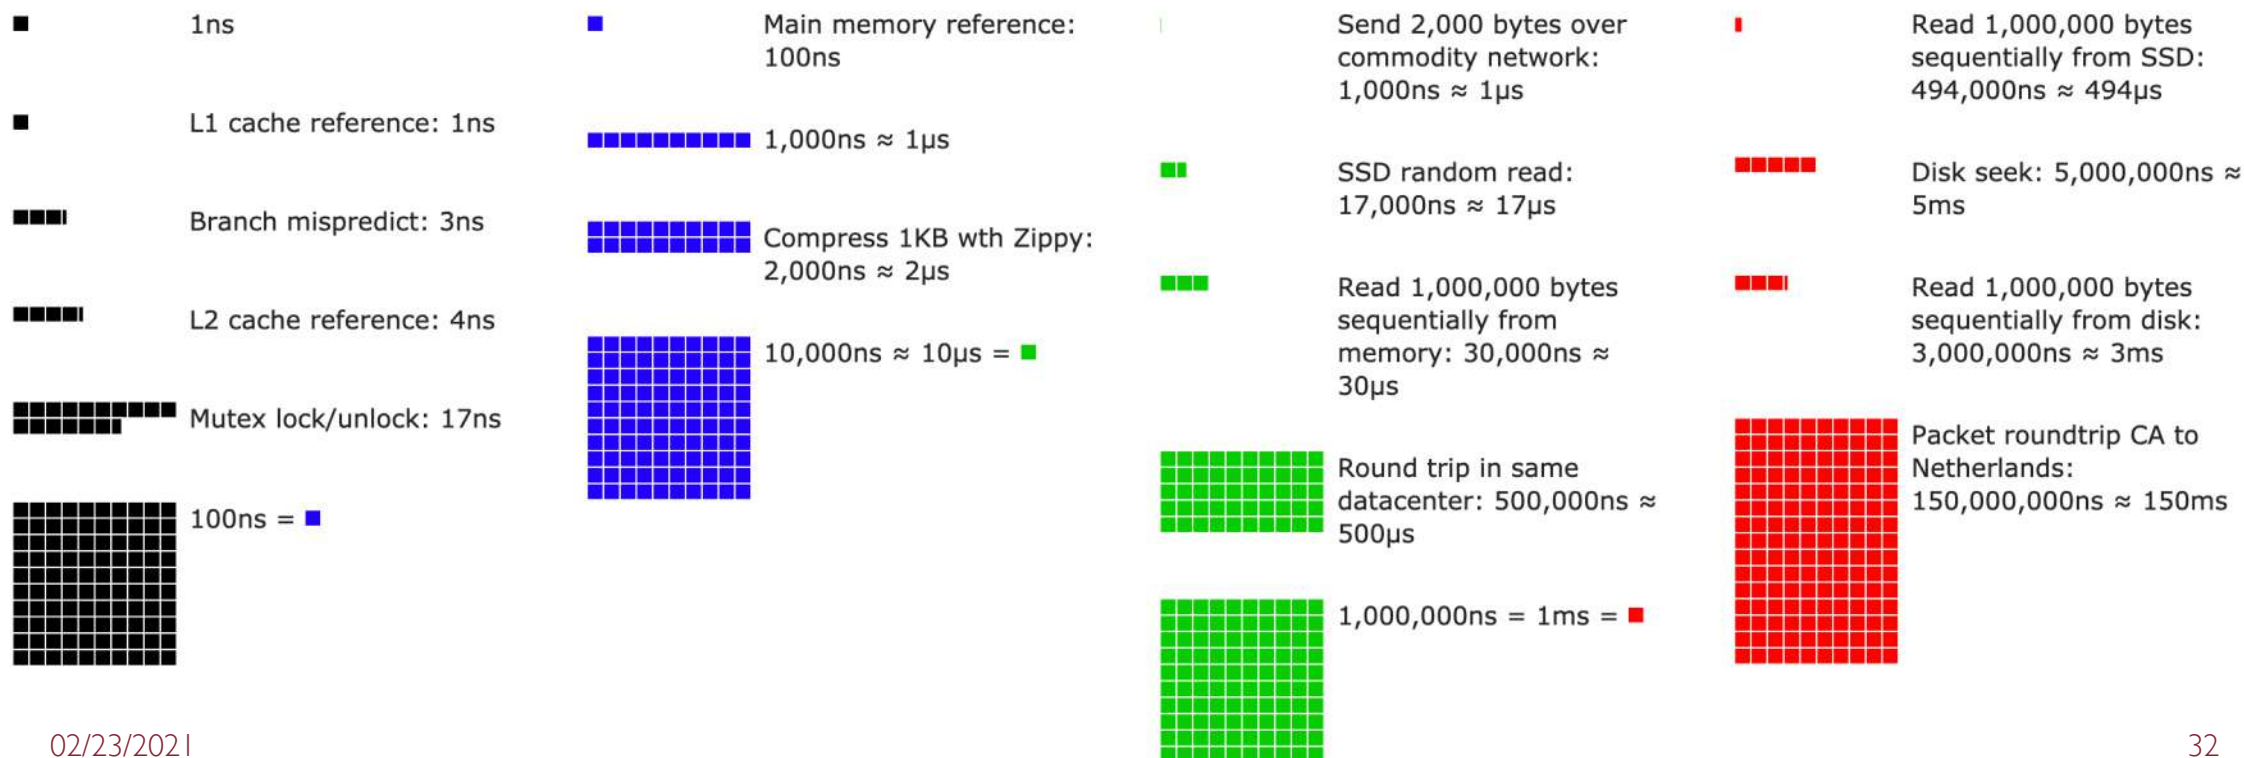 1ns
L1 cache reference: 1ns
Branch mispredict: 3ns
L2 cache reference: 4ns
Mutex lock/unlock: 17ns
100ns =
Main memory reference:
100ns
1,000ns ≈ 1μs
Compress 1KB wth Zippy:
2,000ns ≈ 2μs
10,000ns ≈ 10μs =
Send 2,000 bytes over
commodity network:
1,000ns ≈ 1μs
SSD random read:
17,000ns ≈ 17μs
Read 1,000,000 bytes
sequentially from
memory: 30,000ns ≈
30μs
Round trip in same
datacenter: 500,000ns ≈
500μs
1,000,000ns = 1ms =
Read 1,000,000 bytes
sequentially from SSD:
494,000ns ≈ 494μs
Disk seek: 5,000,000ns ≈
5ms
Read 1,000,000 bytes
sequentially from disk:
3,000,000ns ≈ 3ms
Packet roundtrip CA to
Netherlands:
150,000,000ns ≈ 150ms
02/23/2021
32